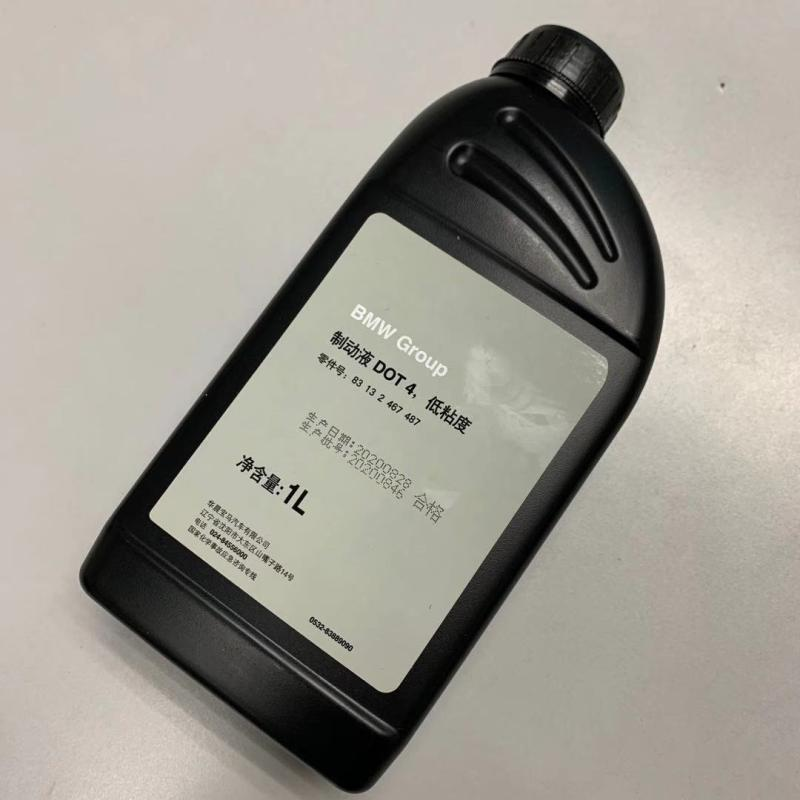 BMW Group
制动液 DOT 4，低粘度
零件号：83 13 2 467 487
生产日期:20200828
生产批号:20200846 合格
净含量:1L
华晨宝马汽车有限公司
辽宁省沈阳市大东区山嘴子路14号
电话 024-84556000
国家化学事故应急咨询专线
0532-83889090